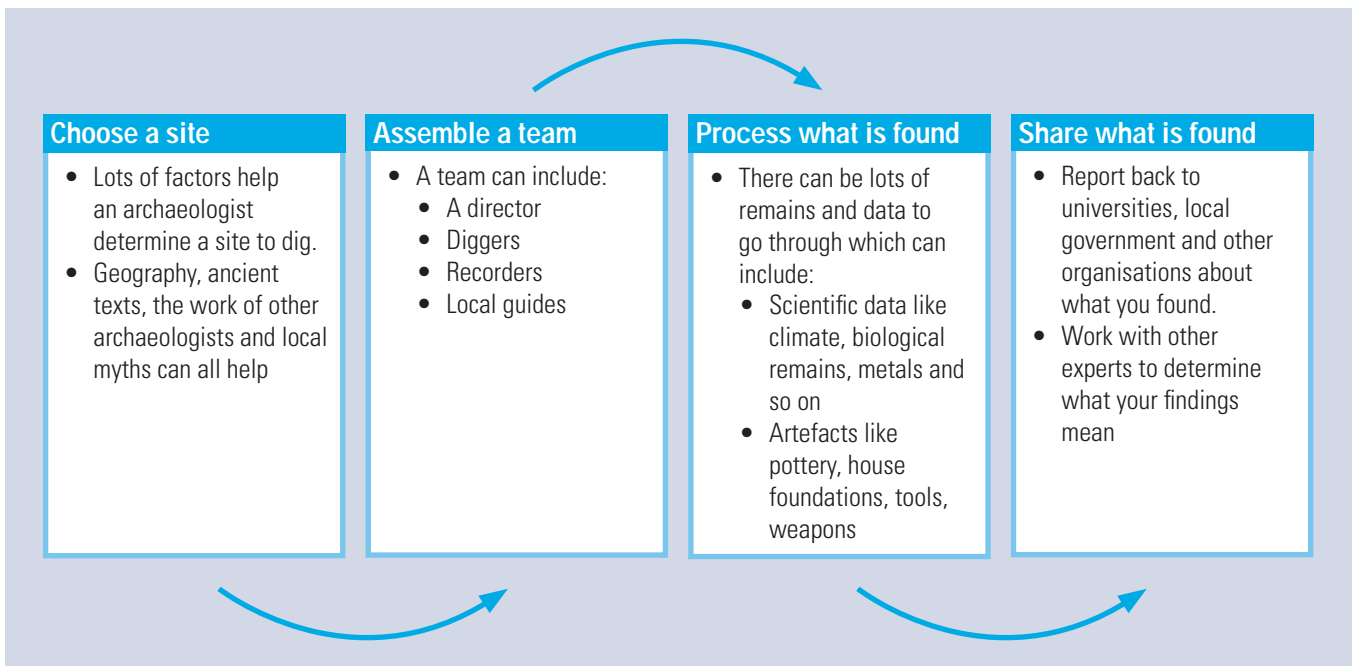 Choose a site
• Lots of factors help
an archaeologist
determine a site to dig.
• Geography, ancient
texts, the work of other
archaeologists and local
myths can all help
Assemble a team
• A team can include:
• A director
• Diggers
• Recorders
• Local guides
Process what is found
• There can be lots of
remains and data to
go through which can
include:
• Scientific data like
climate, biological
remains, metals and
so on
• Artefacts like
pottery, house
foundations, tools,
weapons
Share what is found
• Report back to
universities, local
government and other
organisations about
what you found.
• Work with other
experts to determine
what your findings
mean